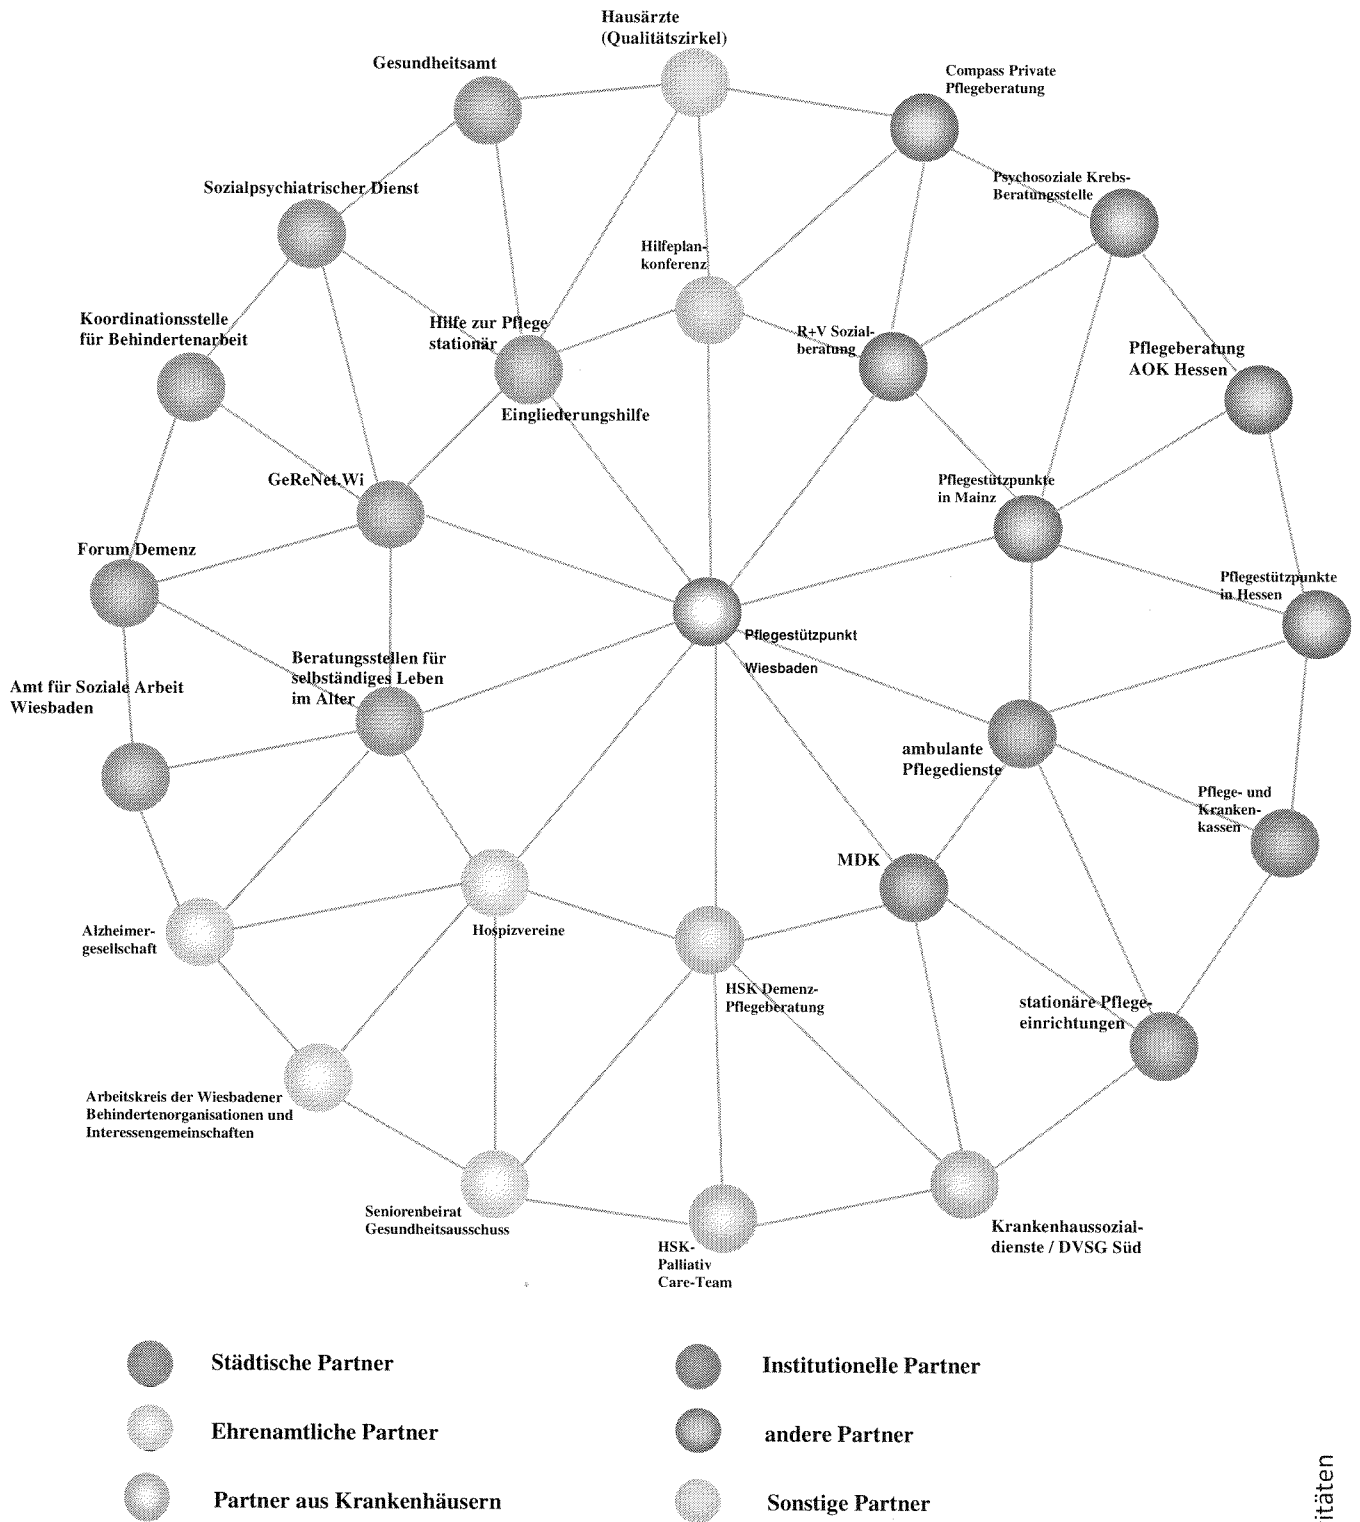 Hausärzte
(Qualitätszirkel)
Gesundheitsamt
Compass Private
Pflegeberatung
Sozialpsychiatrischer Dienst
Psychosoziale Krebs-
Beratungsstelle
Hilfeplan-
konferenz
Koordinationsstelle
für Behindertenarbeit
Hilfe zur Pflege
stationär
R+V Sozial-
beratung
Pflegeberatung
AOK Hessen
Eingliederungshilfe
GeReNet.Wi
Pflegestützpunkte
in Mainz
Forum Demenz
Pflegestützpunkte
in Hessen
Pflegestützpunkt
Wiesbaden
Beratungsstellen für
selbständiges Leben
im Alter
Amt für Soziale Arbeit
Wiesbaden
ambulante
Pflegedienste
Pflege- und
Kranken-
kassen
MDK
Alzheimer-
gesellschaft
Hospizvereine
HSK Demenz-
Pflegeberatung
stationäre Pflege-
einrichtungen
Arbeitskreis der Wiesbadener
Behindertenorganisationen und
Interessengemeinschaften
Seniorenbeirat
Gesundheitsausschuss
HSK-
Palliativ
Care-Team
Krankenhaussozial-
dienste / DVSG Süd
Städtische Partner
Institutionelle Partner
Ehrenamtliche Partner
andere Partner
Partner aus Krankenhäusern
Sonstige Partner